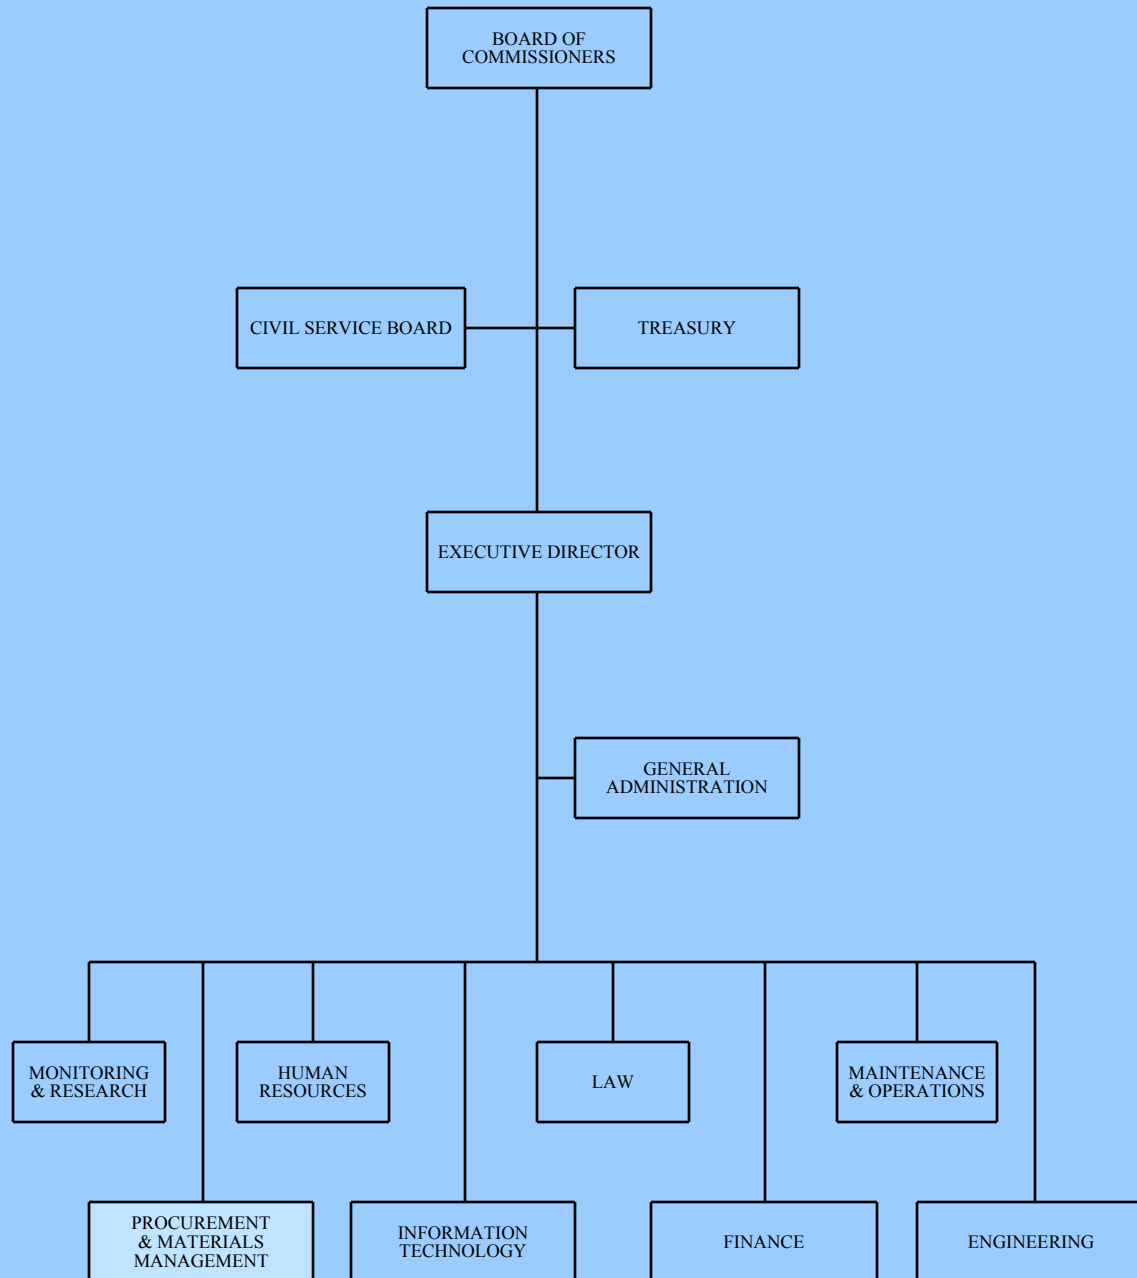 BOARD OF
COMMISSIONERS
CIVIL SERVICE BOARD
TREASURY
EXECUTIVE DIRECTOR
GENERAL
ADMINISTRATION
MONITORING
& RESEARCH
HUMAN
RESOURCES
LAW
MAINTENANCE
& OPERATIONS
PROCUREMENT
& MATERIALS
MANAGEMENT
INFORMATION
TECHNOLOGY
FINANCE
ENGINEERING